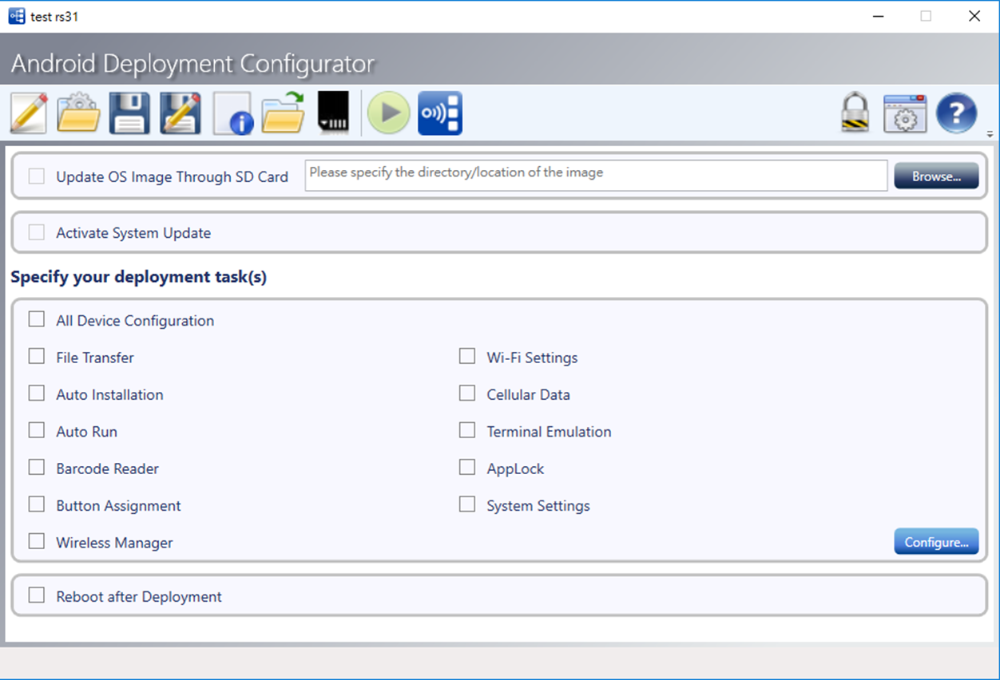 test rs31
Android Deployment Configurator
Update OS Image Through SD Card Please specify the directory/location of the image Browse...
Activate System Update
Specify your deployment task(s)
All Device Configuration
File Transfer Wi-Fi Settings
Auto Installation Cellular Data
Auto Run Terminal Emulation
Barcode Reader AppLock
Button Assignment System Settings
Wireless Manager Configure...
Reboot after Deployment